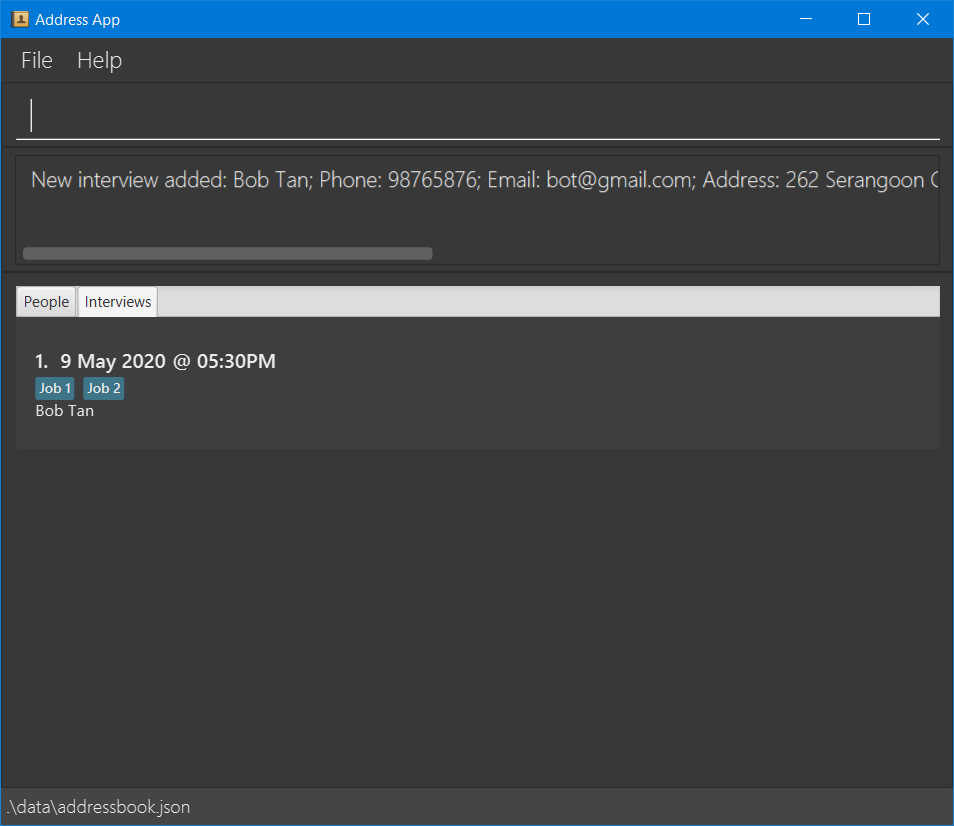 Address App
File Help
New interview added: Bob Tan; Phone: 98765876; Email: bot@gmail.com; Address: 262 Serangoon
People Interviews
1. 9 May 2020 @ 05:30PM
Job 1 Job 2
Bob Tan
.\data\addressbook.json